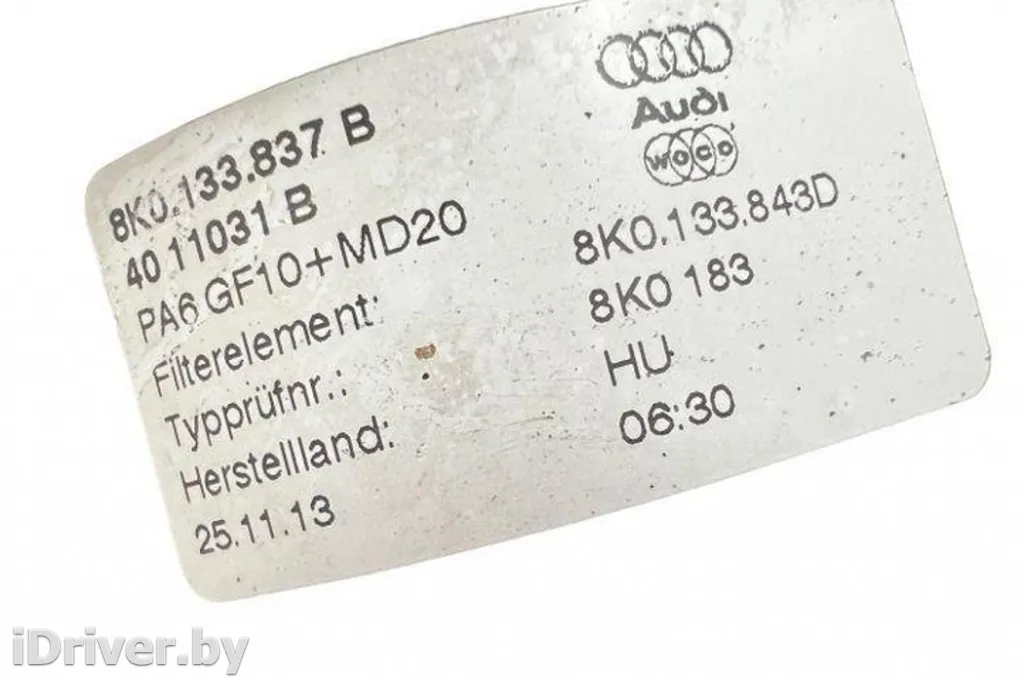 Audi
woco
8K0.133.837 B
40 11031 B
PA6 GF10+MD20
Filterelement: 8K0.133.843D
Typprüfnr.: 8K0 183
Herstellland: HU
25.11.13 06:30
iDriver.by